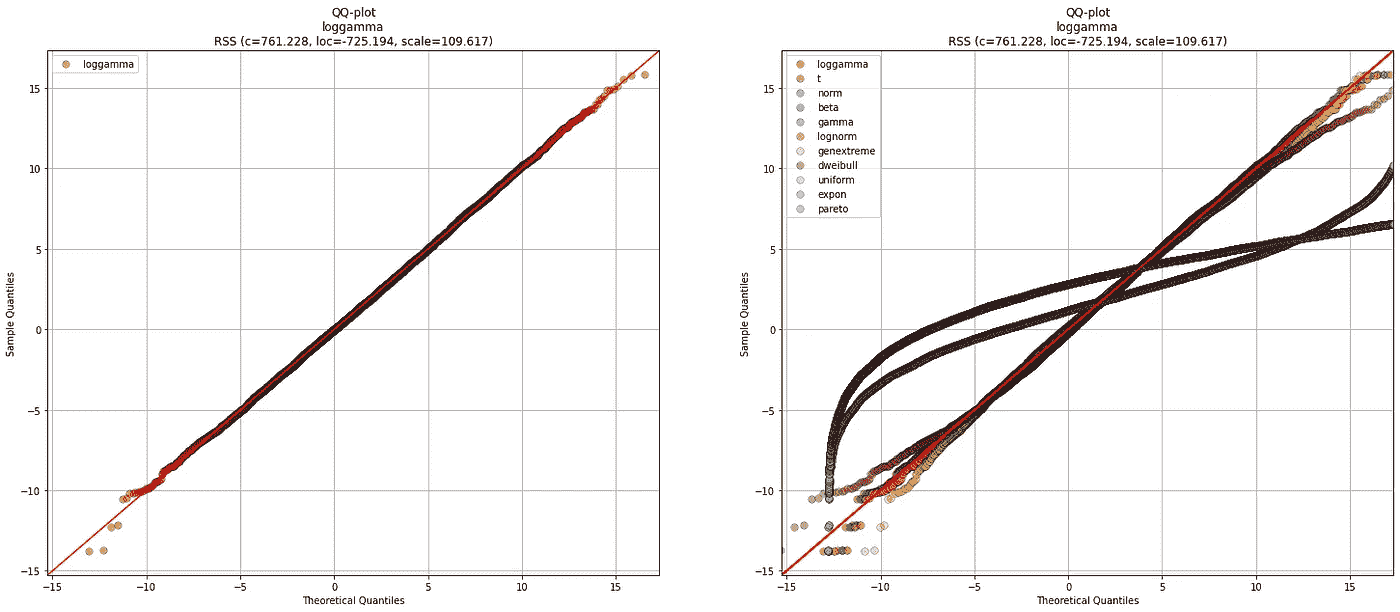 QQ-plot
loggamma
RSS (c=761.228, loc=-725.194, scale=109.617)
loggamma
15
10
5
0
−5
−10
−15
Sample Quantiles
−15 −10 −5 0 5 10 15
Theoretical Quantiles
QQ-plot
loggamma
RSS (c=761.228, loc=-725.194, scale=109.617)
loggamma
t
norm
beta
gamma
lognorm
genextreme
dweibull
uniform
expon
pareto
15
10
5
0
−5
−10
−15
Sample Quantiles
−15 −10 −5 0 5 10 15
Theoretical Quantiles